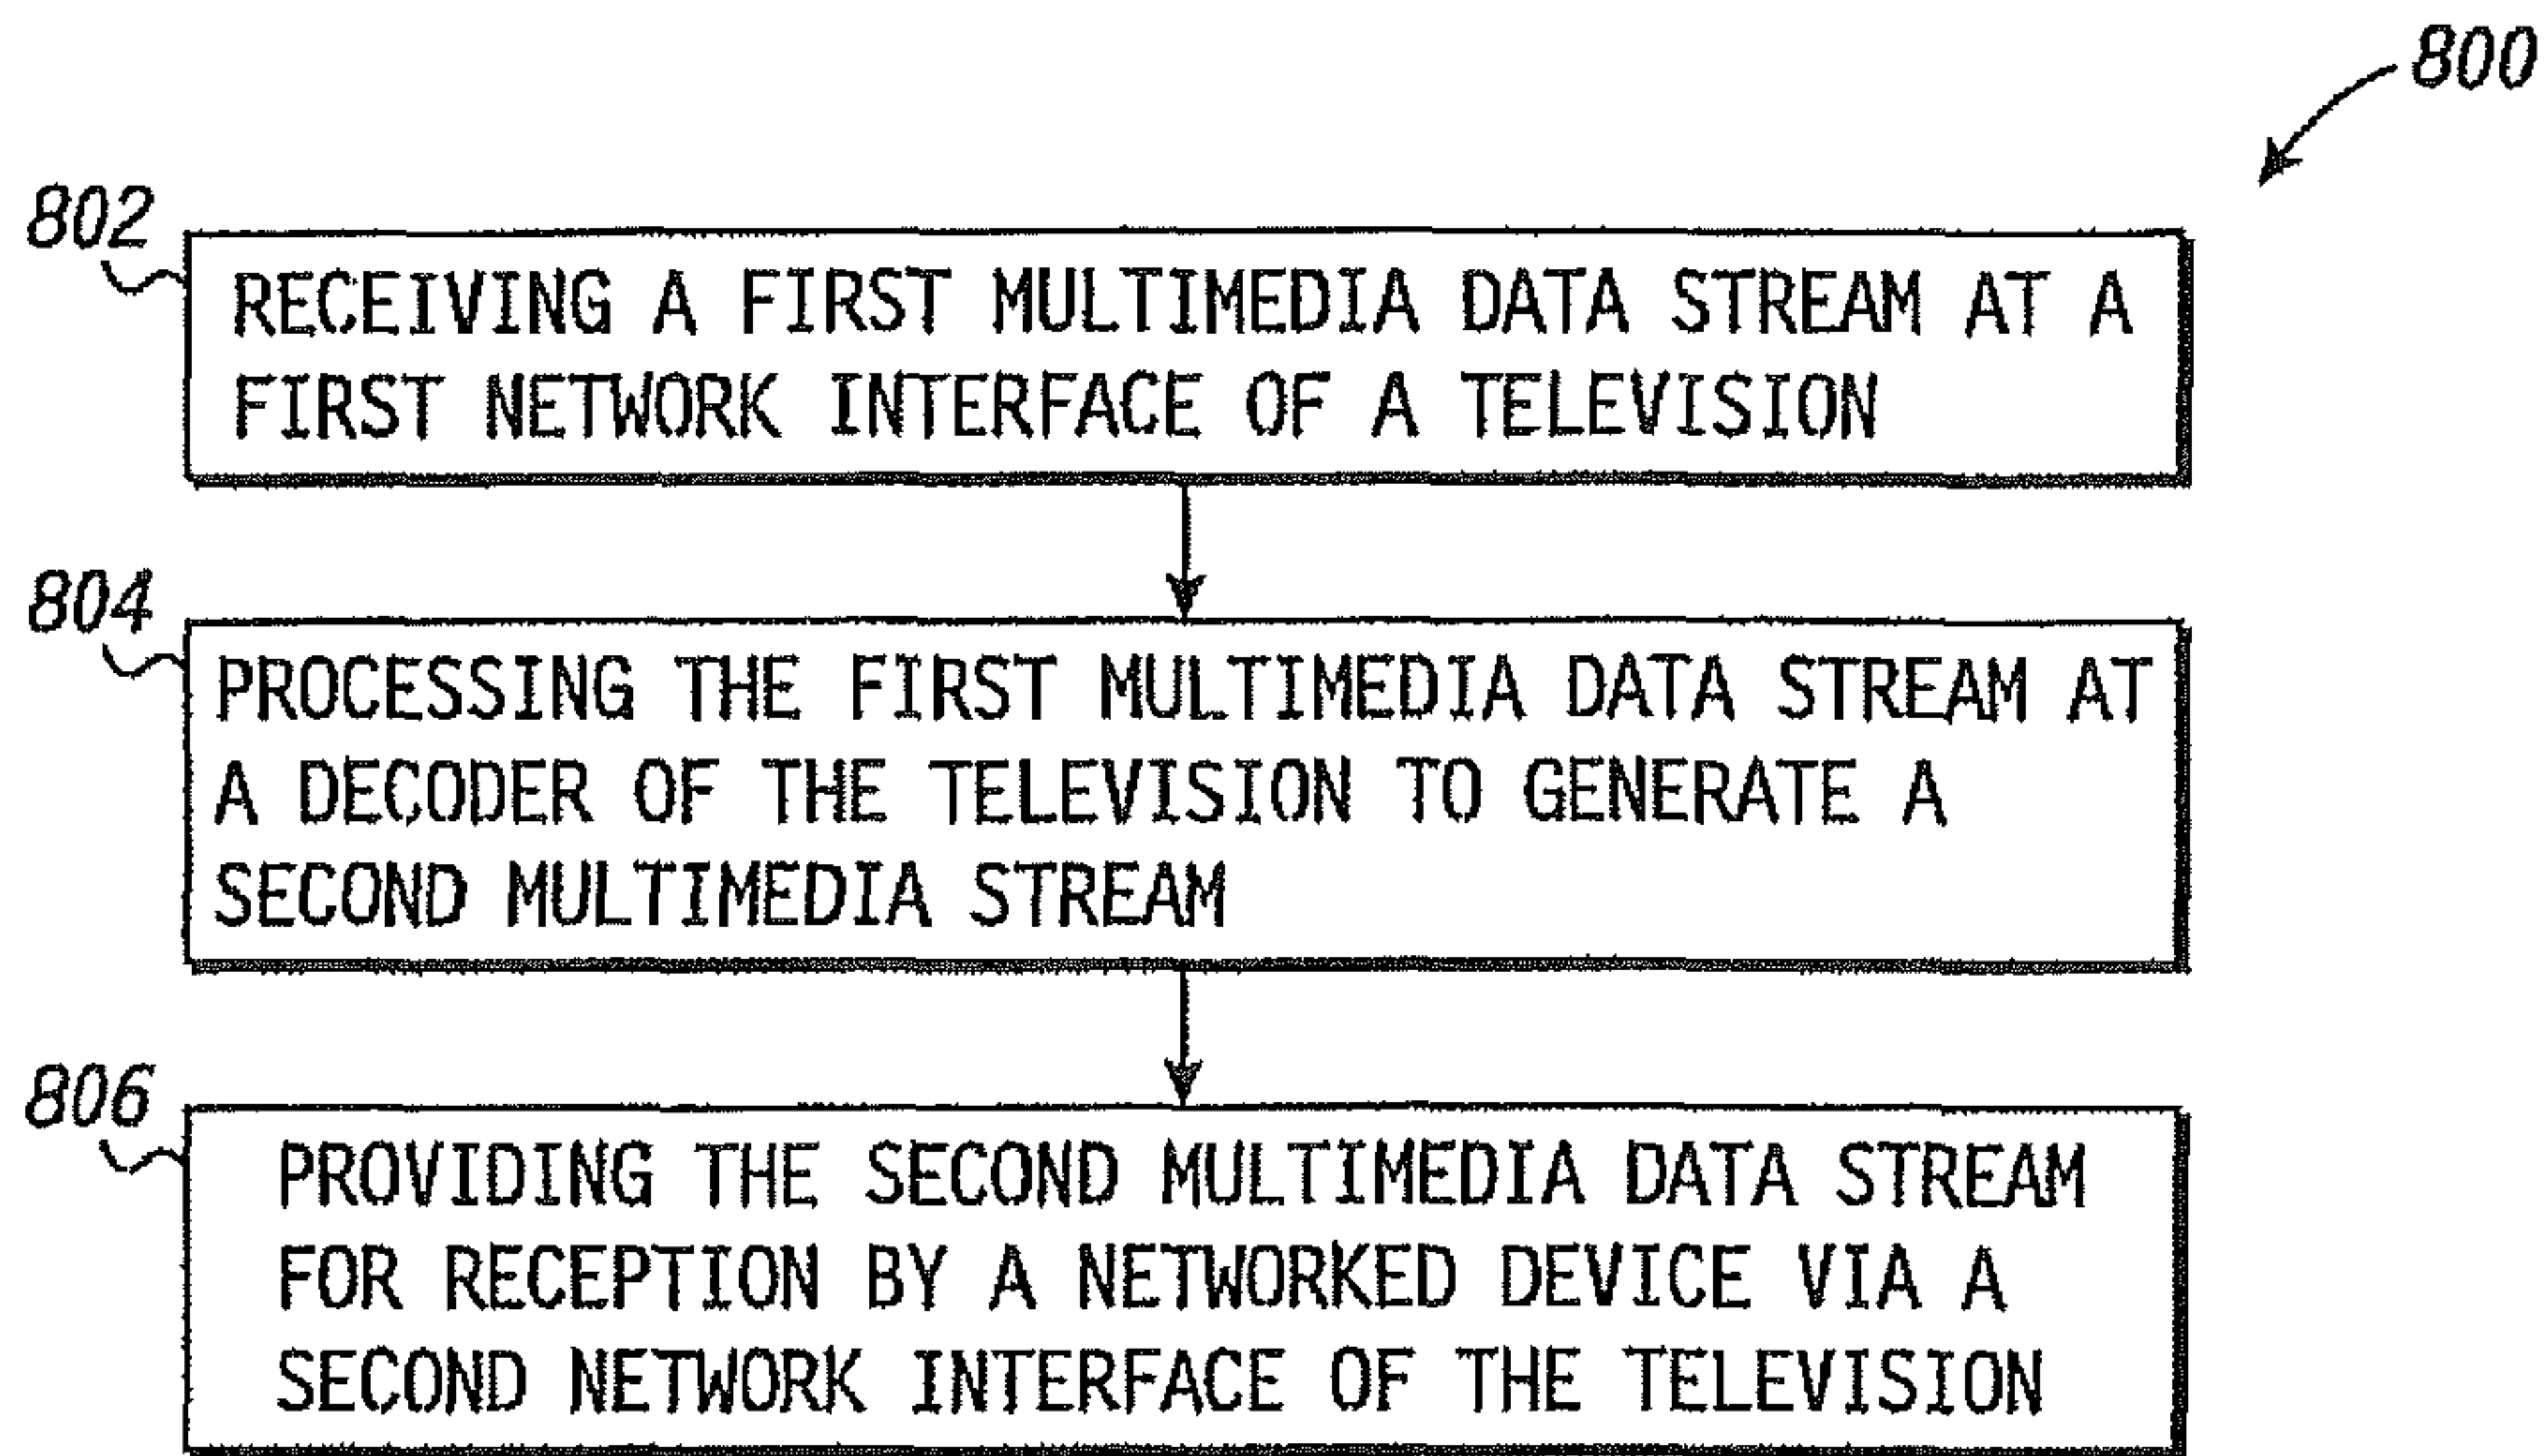 800
802
RECEIVING A FIRST MULTIMEDIA DATA STREAM AT A
FIRST NETWORK INTERFACE OF A TELEVISION
804
PROCESSING THE FIRST MULTIMEDIA DATA STREAM AT
A DECODER OF THE TELEVISION TO GENERATE A
SECOND MULTIMEDIA STREAM
806
PROVIDING THE SECOND MULTIMEDIA DATA STREAM
FOR RECEPTION BY A NETWORKED DEVICE VIA A
SECOND NETWORK INTERFACE OF THE TELEVISION